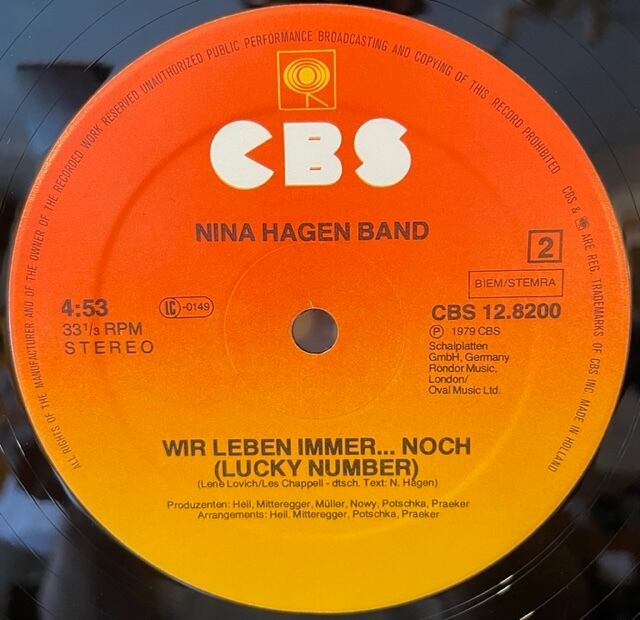 ALL RIGHTS OF THE MANUFACTURER AND OF THE OWNER OF THE RECORDED WORK RESERVED UNAUTHORIZED PUBLIC PERFORMANCE BROADCASTING AND COPYING OF THIS RECORD PROHIBITED CBS & ARE REG. TRADEMARKS OF CBS INC. MADE IN HOLLAND
CBS
NINA HAGEN BAND
2
BIEM/STEMRA
4:53
LC-0149
CBS 12.8200
33 1/3 RPM
STEREO
Ⓟ 1979 CBS
Schalplatten
GmbH, Germany
Rondor Music,
London/
Oval Music Ltd.
WIR LEBEN IMMER... NOCH
(LUCKY NUMBER)
(Lene Lovich/Les Chappell - dtsch. Text: N. Hagen)
Produzenten: Heil, Mitteregger, Müller, Nowy, Potschka, Praeker
Arrangements: Heil, Mitteregger, Potschka, Praeker